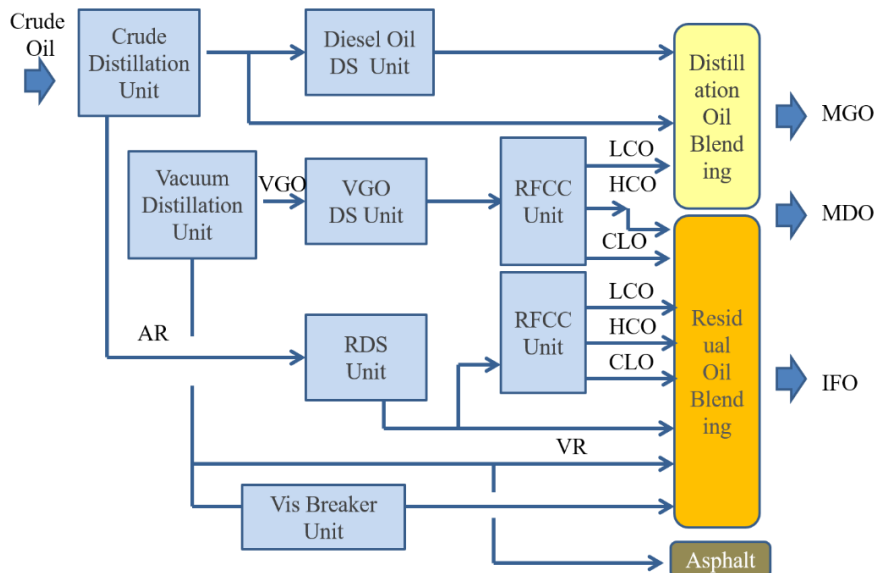 Crude
Oil
Crude
Distillation
Unit
Diesel Oil
DS Unit
Distill
ation
Oil
Blend
ing
MGO
Vacuum
Distillation
Unit
VGO
VGO
DS Unit
RFCC
Unit
LCO
HCO
CLO
MDO
AR
RDS
Unit
RFCC
Unit
LCO
HCO
CLO
Resid
ual
Oil
Blend
ing
IFO
VR
Vis Breaker
Unit
Asphalt